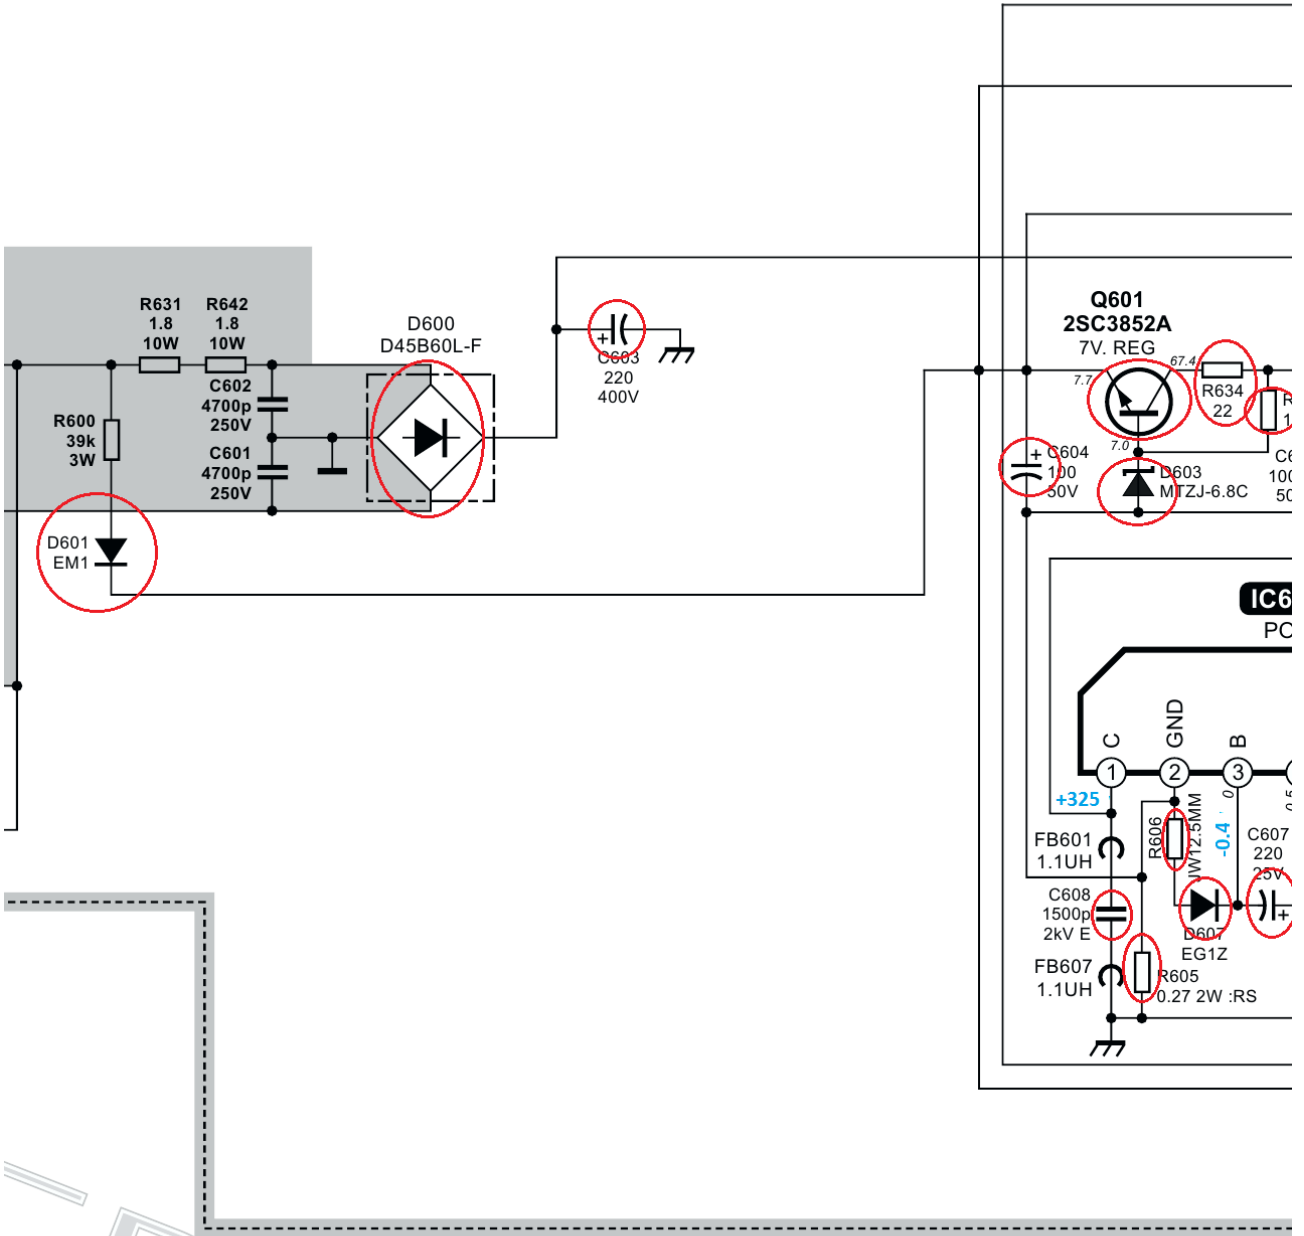 R631
1.8
10W
R642
1.8
10W
D600
D45B60L-F
C603
220
400V
C602
4700p
250V
R600
39k
3W
C601
4700p
250V
D601
EM1
Q601
2SC3852A
7V. REG
67.4
7.7
R634
22
7.0
+
C604
100
50V
D603
MTZJ-6.8C
+
C
GND
B
1
2
3
+325
0
-0.4
FB601
1.1UH
R606
JW12.5MM
C607
220
25V
C608
1500p
2kV E
D607
EG1Z
+
FB607
1.1UH
R605
0.27 2W :RS